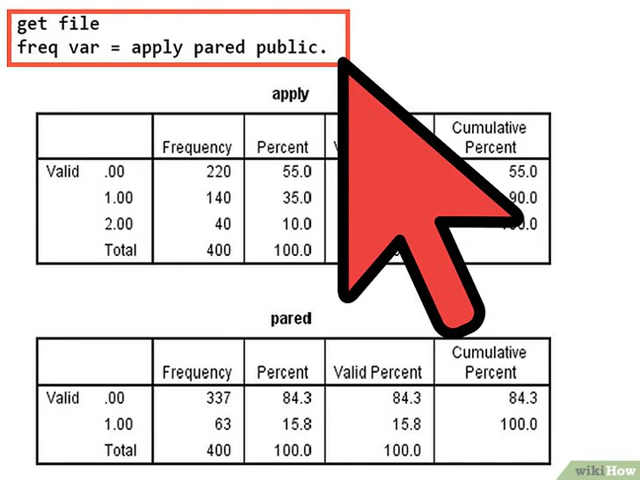 get file
freq var = apply pared public.
apply
Cumulative
Frequency Percent Percent
Valid .00 220 55.0 55.0
1.00 140 35.0 90.0
2.00 40 10.0
Total 400 100.0
pared
Cumulative
Frequency Percent Valid Percent Percent
Valid .00 337 84.3 84.3 84.3
1.00 63 15.8 15.8 100.0
Total 400 100.0 100.0
wikiHow